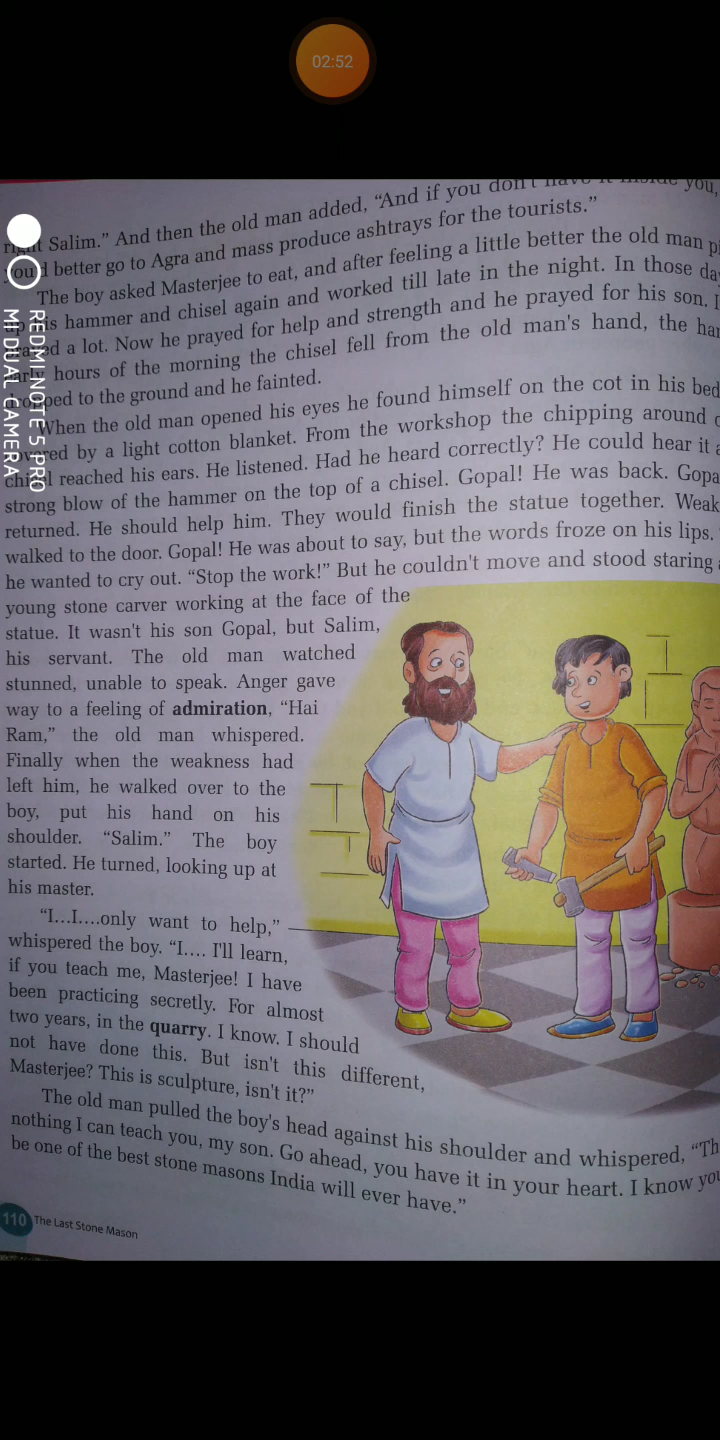 02:52
Salim.” And then the old man added, “And if you don't have it inside you,
better go to Agra and mass produce ashtrays for the tourists.”
The boy asked Masterjee to eat, and after feeling a little better the old man
his hammer and chisel again and worked till late in the night. In those
a lot. Now he prayed for help and strength and he prayed for his son.
early hours of the morning the chisel fell from the old man's hand, the
dropped to the ground and he fainted.
When the old man opened his eyes he found himself on the cot in his
covered by a light cotton blanket. From the workshop the chipping around
chisel reached his ears. He listened. Had he heard correctly? He could hear it
strong blow of the hammer on the top of a chisel. Gopal! He was back.
returned. He should help him. They would finish the statue together.
walked to the door. Gopal! He was about to say, but the words froze on his lips.
he wanted to cry out. “Stop the work!” But he couldn't move and stood staring
young stone carver working at the face of the
statue. It wasn't his son Gopal, but Salim,
his servant. The old man watched
stunned, unable to speak. Anger gave
way to a feeling of admiration, “Hai
Ram,” the old man whispered.
Finally when the weakness had
left him, he walked over to the
boy, put his hand on his
shoulder. “Salim.” The boy
started. He turned, looking up at
his master.
“I...I....only want to help,”
whispered the boy. “I.... I'll learn,
if you teach me, Masterjee! I have
been practicing secretly. For almost
two years, in the quarry. I know. I should
not have done this. But isn't this different,
Masterjee? This is sculpture, isn't it?”
The old man pulled the boy's head against his shoulder and whispered,
nothing I can teach you, my son. Go ahead, you have it in your heart. I know
be one of the best stone masons India will ever have.”
110 The Last Stone Mason
REDMI NOTE 5 PRO
MI DUAL CAMERA